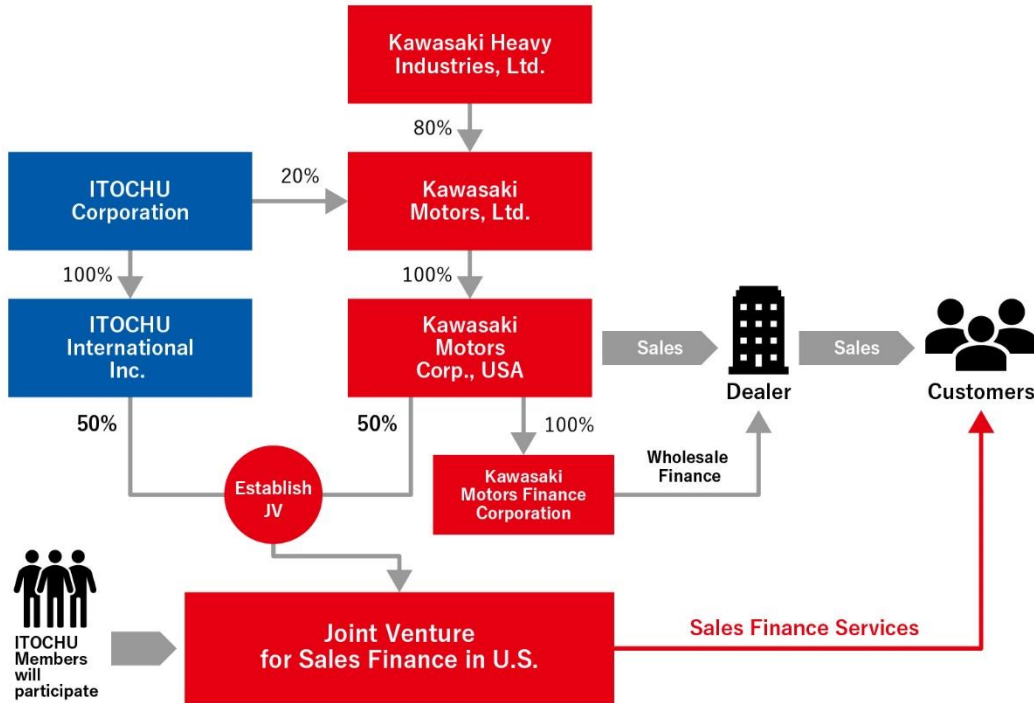 Kawasaki Heavy
Industries, Ltd.
80%
ITOCHU
Corporation
20%
Kawasaki
Motors, Ltd.
100%
100%
ITOCHU
International
Inc.
Kawasaki
Motors
Corp., USA
Sales
Sales
Dealer
Customers
50%
50%
100%
Establish
JV
Kawasaki
Motors Finance
Corporation
Wholesale
Finance
ITOCHU
Members
will
participate
Joint Venture
for Sales Finance in U.S.
Sales Finance Services